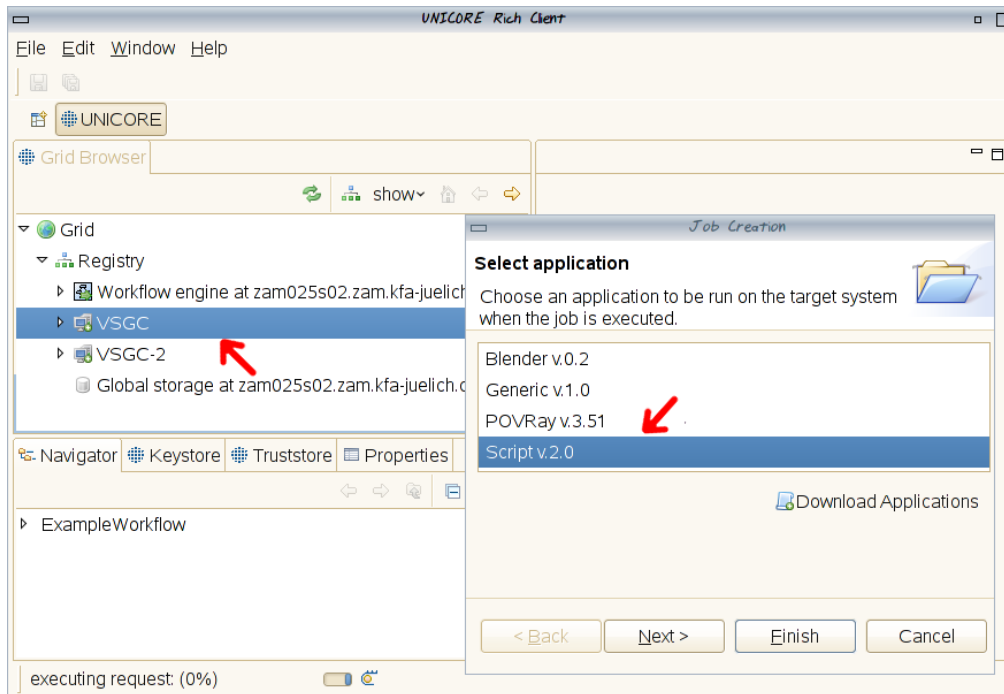 UNICORE Rich Client
File Edit Window Help
UNICORE
Grid Browser
show
Grid
Registry
Workflow engine at zam025s02.zam.kfa-juelich
VSGC
VSGC-2
Global storage at zam025s02.zam.kfa-juelich.
Navigator Keystore Truststore Properties
ExampleWorkflow
executing request: (0%)
Job Creation
Select application
Choose an application to be run on the target system
when the job is executed.
Blender v.0.2
Generic v.1.0
POVRay v.3.51
Script v.2.0
Download Applications
< Back Next > Finish Cancel